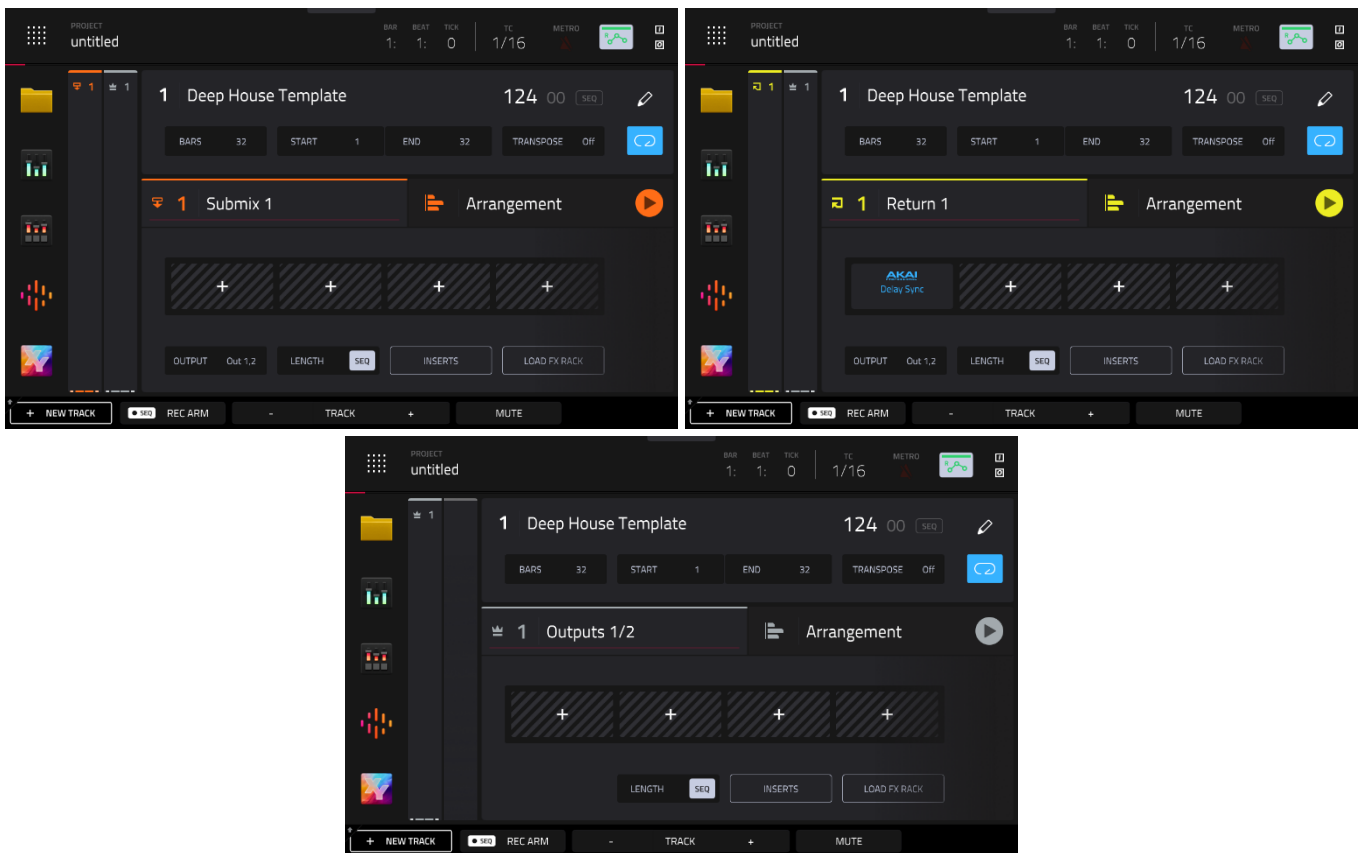 PROJECT
untitled
BAR BEAT TICK
1: 1: 0
TC
1/16
METRO
1 1
1 Deep House Template 124 00 SEQ
BARS 32 START 1 END 32 TRANSPOSE Off
1 Submix 1 Arrangement
+ + + +
OUTPUT Out 1,2 LENGTH SEQ INSERTS LOAD FX RACK
+ NEW TRACK SEQ REC ARM - TRACK + MUTE
PROJECT
untitled
BAR BEAT TICK
1: 1: 0
TC
1/16
METRO
1 1
1 Deep House Template 124 00 SEQ
BARS 32 START 1 END 32 TRANSPOSE Off
1 Return 1 Arrangement
AKAI
Delay Sync
+ + +
OUTPUT Out 1,2 LENGTH SEQ INSERTS LOAD FX RACK
+ NEW TRACK SEQ REC ARM - TRACK + MUTE
PROJECT
untitled
BAR BEAT TICK
1: 1: 0
TC
1/16
METRO
1
1 Deep House Template 124 00 SEQ
BARS 32 START 1 END 32 TRANSPOSE Off
1 Outputs 1/2 Arrangement
+ + + +
LENGTH SEQ INSERTS LOAD FX RACK
+ NEW TRACK SEQ REC ARM - TRACK + MUTE